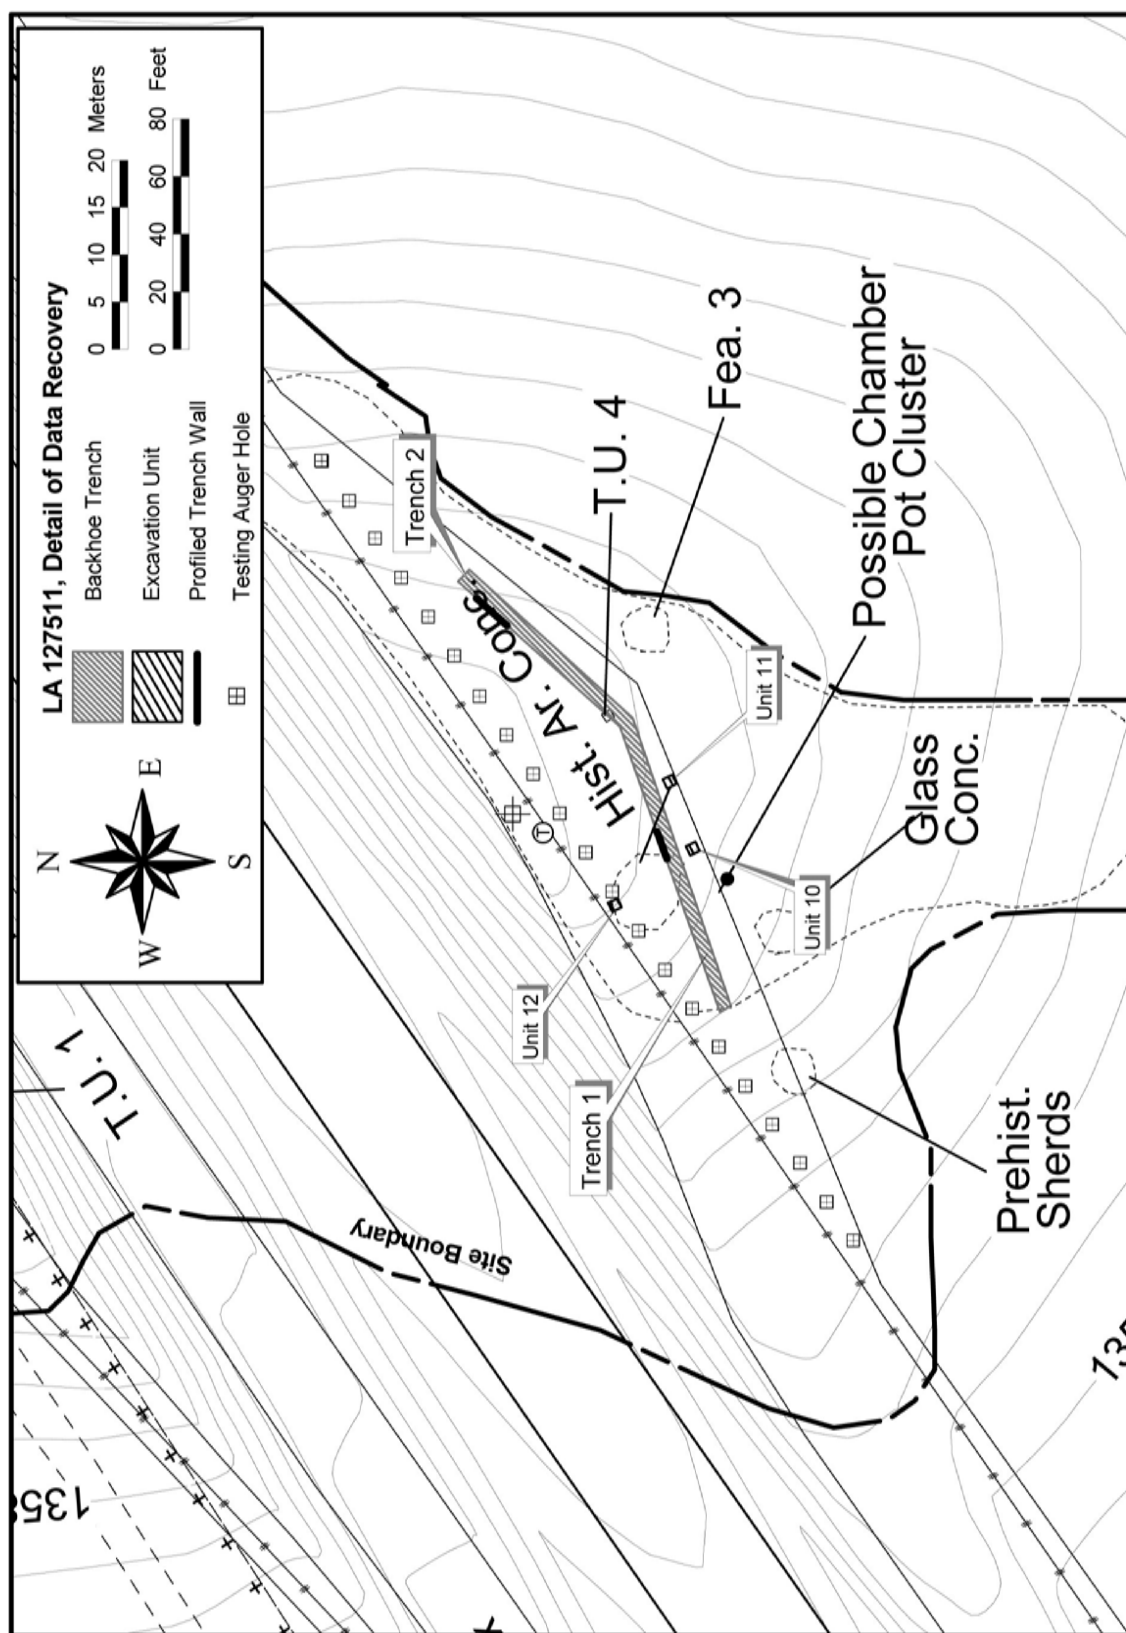 LA 127511, Detail of Data Recovery
N
E
S
W
Backhoe Trench
Excavation Unit
Profiled Trench Wall
Testing Auger Hole
0 5 10 15 20 Meters
0 20 40 60 80 Feet
T.U. 1
Trench 2
Hist. Ar. Conc.
T.U. 4
Fea. 3
Unit 11
Possible Chamber
Pot Cluster
T
Unit 12
Trench 1
Unit 10
Glass
Conc.
Site Boundary
Prehist.
Sherds